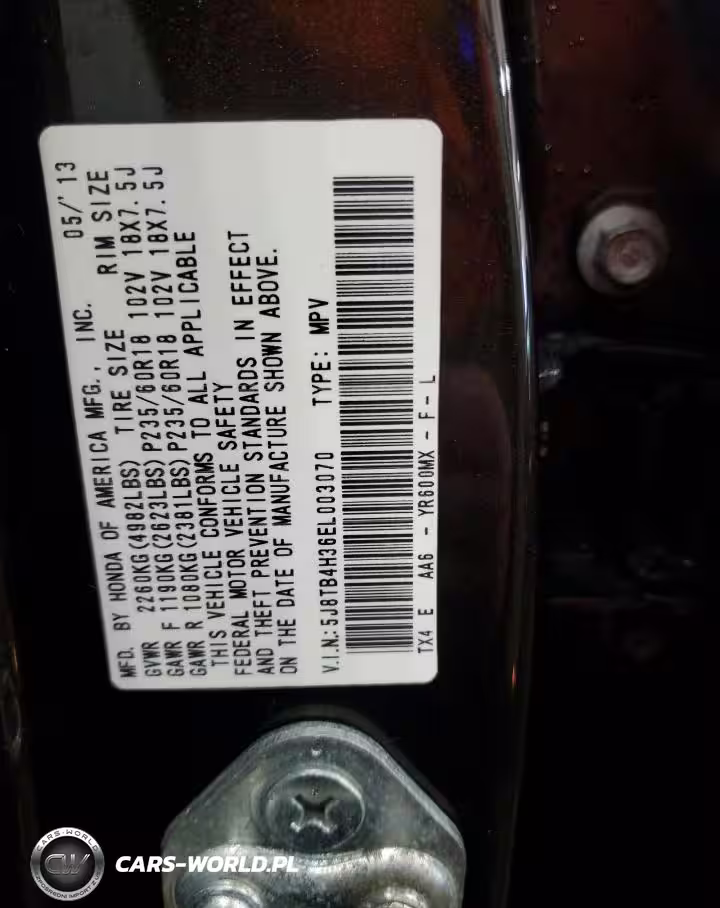 MFD. BY HONDA OF AMERICA MFG., INC. 05/'13
GVWR 2260KG(4982LBS) TIRE SIZE RIM SIZE
GAWR F 1190KG(2623LBS)P235/60R18 102V 18X7.5J
GAWR R 1080KG(2381LBS)P235/60R18 102V 18X7.5J
THIS VEHICLE CONFORMS TO ALL APPLICABLE
FEDERAL MOTOR VEHICLE SAFETY
AND THEFT PREVENTION STANDARDS IN EFFECT
ON THE DATE OF MANUFACTURE SHOWN ABOVE.
V.I.N.: 5J8TB4H36EL003070 TYPE: MPV
TX4 E AA6 - YR600MX - F - L
CARS-WORLD
CW
CARS-WORLD.PL